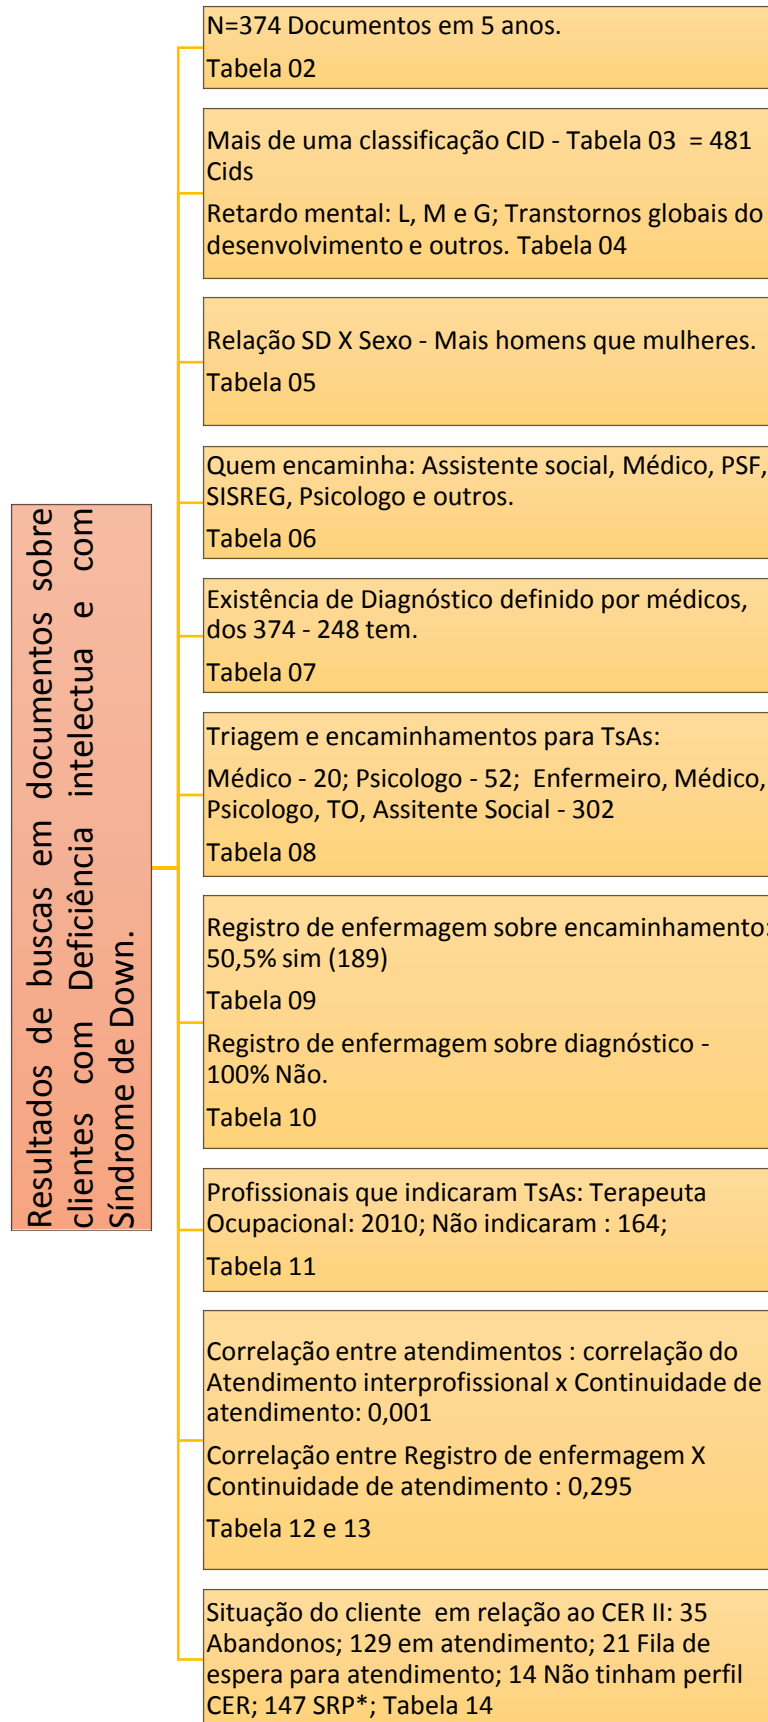 Resultados de buscas em documentos sobre
clientes com Deficiência intelectua e com
Síndrome de Down.
N=374 Documentos em 5 anos.
Tabela 02
Mais de uma classificação CID - Tabela 03 = 481
Cids
Retardo mental: L, M e G; Transtornos globais do
desenvolvimento e outros. Tabela 04
Relação SD X Sexo - Mais homens que mulheres.
Tabela 05
Quem encaminha: Assistente social, Médico, PSF,
SISREG, Psicologo e outros.
Tabela 06
Existência de Diagnóstico definido por médicos,
dos 374 - 248 tem.
Tabela 07
Triagem e encaminhamentos para TsAs:
Médico - 20; Psicologo - 52; Enfermeiro, Médico,
Psicologo, TO, Assitente Social - 302
Tabela 08
Registro de enfermagem sobre encaminhamento:
50,5% sim (189)
Tabela 09
Registro de enfermagem sobre diagnóstico -
100% Não.
Tabela 10
Profissionais que indicaram TsAs: Terapeuta
Ocupacional: 2010; Não indicaram : 164;
Tabela 11
Correlação entre atendimentos : correlação do
Atendimento interprofissional x Continuidade de
atendimento: 0,001
Correlação entre Registro de enfermagem X
Continuidade de atendimento : 0,295
Tabela 12 e 13
Situação do cliente em relação ao CER II: 35
Abandonos; 129 em atendimento; 21 Fila de
espera para atendimento; 14 Não tinham perfil
CER; 147 SRP*; Tabela 14